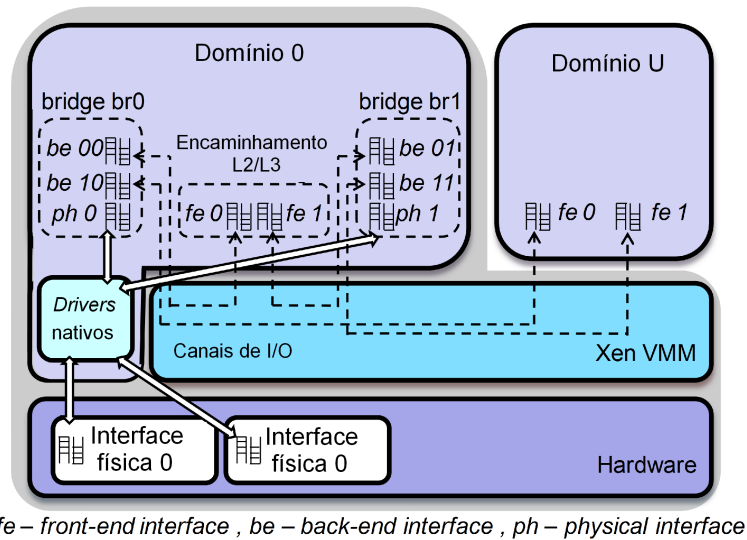 Domínio 0
Domínio U
bridge br0
bridge br1
Encaminhamento
L2/L3
be 00
be 01
be 10
be 11
ph 0
fe 0
fe 1
ph 1
fe 0
fe 1
Drivers
nativos
Canais de I/O
Xen VMM
Interface
física 0
Interface
física 0
Hardware
fe – front-end interface , be – back-end interface , ph – physical interface